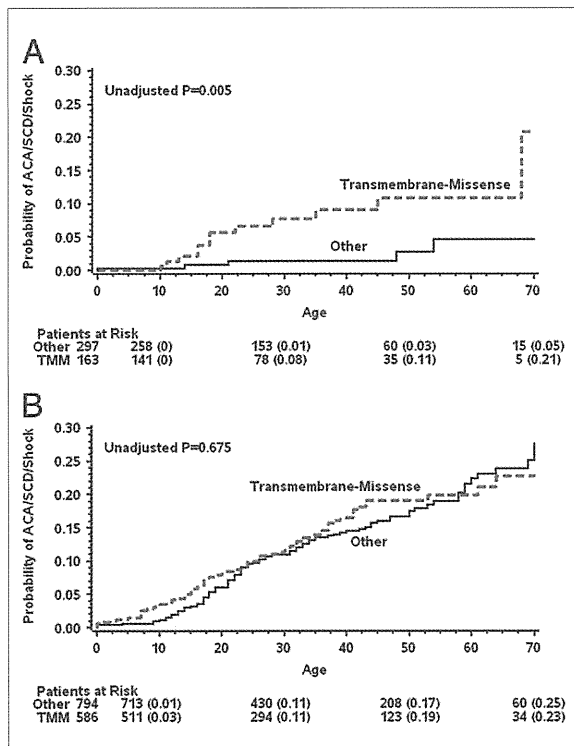 A
Unadjusted P=0.005
Probability of ACA/SCD/Shock
0.30
0.25
0.20
0.15
0.10
0.05
0.00
Transmembrane-Missense
Other
0 10 20 30 40 50 60 70
Age
Patients at Risk
Other 297 258 (0) 153 (0.01) 60 (0.03) 15 (0.05)
TMM 163 141 (0) 78 (0.08) 35 (0.11) 5 (0.21)
B
Unadjusted P=0.675
Probability of ACA/SCD/Shock
0.30
0.25
0.20
0.15
0.10
0.05
0.00
Transmembrane-Missense
Other
0 10 20 30 40 50 60 70
Age
Patients at Risk
Other 794 713 (0.01) 430 (0.11) 208 (0.17) 60 (0.25)
TMM 586 511 (0.03) 294 (0.11) 123 (0.19) 34 (0.23)